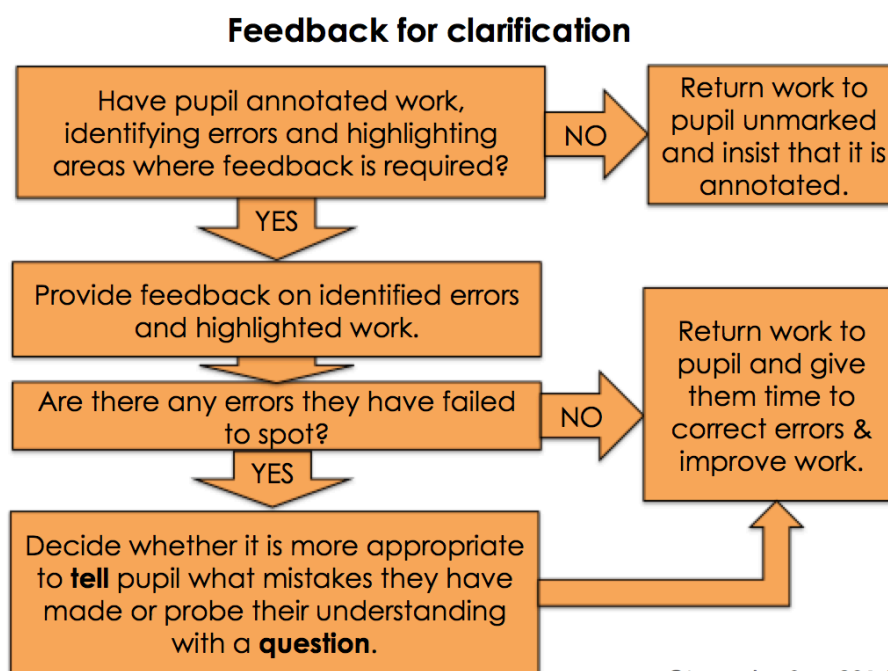 Feedback for clarification
Have pupil annotated work,
identifying errors and highlighting
areas where feedback is required?
NO
Return work to
pupil unmarked
and insist that it is
annotated.
YES
Provide feedback on identified errors
and highlighted work.
Are there any errors they have failed
to spot?
NO
Return work to
pupil and give
them time to
correct errors &
improve work.
YES
Decide whether it is more appropriate
to tell pupil what mistakes they have
made or probe their understanding
with a question.